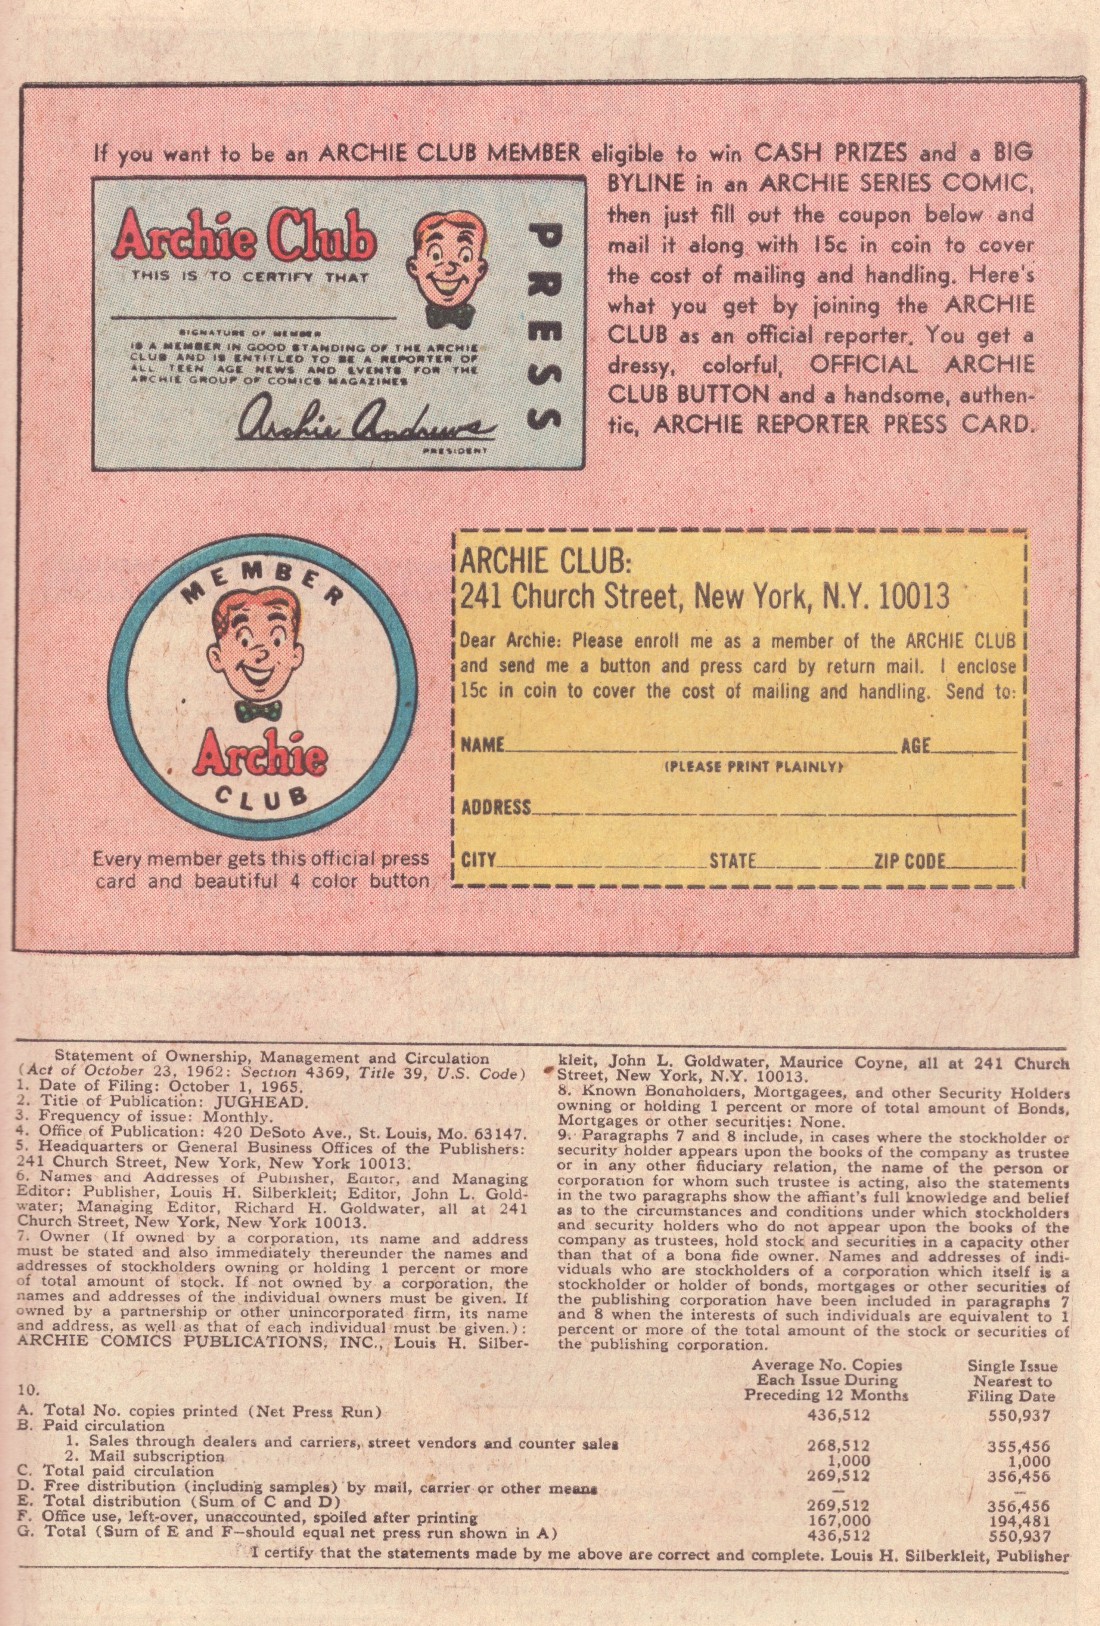 If you want to be an ARCHIE CLUB MEMBER eligible to win CASH PRIZES and a BIG
BYLINE in an ARCHIE SERIES COMIC,
then just fill out the coupon below and
mail it along with 15c in coin to cover
the cost of mailing and handling. Here's
what you get by joining the ARCHIE
CLUB as an official reporter. You get a
dressy, colorful, OFFICIAL ARCHIE
CLUB BUTTON and a handsome, authen-
tic, ARCHIE REPORTER PRESS CARD.
Archie Club
THIS IS TO CERTIFY THAT
SIGNATURE OF MEMBER
IS A MEMBER IN GOOD STANDING OF THE ARCHIE
CLUB AND IS ENTITLED TO BE A REPORTER OF
ALL TEEN AGE NEWS AND EVENTS FOR THE
ARCHIE GROUP OF COMICS MAGAZINES
Archie Andrews
PRESIDENT
PRESS
MEMBER
Archie
CLUB
Every member gets this official press
card and beautiful 4 color button
ARCHIE CLUB:
241 Church Street, New York, N.Y. 10013
Dear Archie: Please enroll me as a member of the ARCHIE CLUB
and send me a button and press card by return mail. I enclose
15c in coin to cover the cost of mailing and handling. Send to:
NAME AGE
(PLEASE PRINT PLAINLY)
ADDRESS
CITY STATE ZIP CODE
Statement of Ownership, Management and Circulation
(Act of October 23, 1962: Section 4369, Title 39, U.S. Code)
1. Date of Filing: October 1, 1965.
2. Title of Publication: JUGHEAD.
3. Frequency of issue: Monthly.
4. Office of Publication: 420 DeSoto Ave., St. Louis, Mo. 63147.
5. Headquarters or General Business Offices of the Publishers:
241 Church Street, New York, New York 10013.
6. Names and Addresses of Publisher, Editor, and Managing
Editor: Publisher, Louis H. Silberkleit; Editor, John L. Gold-
water; Managing Editor, Richard H. Goldwater, all at 241
Church Street, New York, New York 10013.
7. Owner (If owned by a corporation, its name and address
must be stated and also immediately thereunder the names and
addresses of stockholders owning or holding 1 percent or more
of total amount of stock. If not owned by a corporation, the
names and addresses of the individual owners must be given. If
owned by a partnership or other unincorporated firm, its name
and address, as well as that of each individual must be given.):
ARCHIE COMICS PUBLICATIONS, INC., Louis H. Silber-
kleit, John L. Goldwater, Maurice Coyne, all at 241 Church
Street, New York, N.Y. 10013.
8. Known Bondholders, Mortgagees, and other Security Holders
owning or holding 1 percent or more of total amount of Bonds,
Mortgages or other securities: None.
9. Paragraphs 7 and 8 include, in cases where the stockholder or
security holder appears upon the books of the company as trustee
or in any other fiduciary relation, the name of the person or
corporation for whom such trustee is acting, also the statements
in the two paragraphs show the affiant's full knowledge and belief
as to the circumstances and conditions under which stockholders
and security holders who do not appear upon the books of the
company as trustees, hold stock and securities in a capacity other
than that of a bona fide owner. Names and addresses of indi-
viduals who are stockholders of a corporation which itself is a
stockholder or holder of bonds, mortgages or other securities of
the publishing corporation have been included in paragraphs 7
and 8 when the interests of such individuals are equivalent to 1
percent or more of the total amount of the stock or securities of
the publishing corporation.
Average No. Copies Single Issue
Each Issue During Nearest to
10. Preceding 12 Months Filing Date
A. Total No. copies printed (Net Press Run) 436,512 550,937
B. Paid circulation
1. Sales through dealers and carriers, street vendors and counter sales 268,512 355,456
2. Mail subscription 1,000 1,000
C. Total paid circulation 269,512 356,456
D. Free distribution (including samples) by mail, carrier or other means — —
E. Total distribution (Sum of C and D) 269,512 356,456
F. Office use, left-over, unaccounted, spoiled after printing 167,000 194,481
G. Total (Sum of E and F—should equal net press run shown in A) 436,512 550,937
I certify that the statements made by me above are correct and complete. Louis H. Silberkleit, Publisher